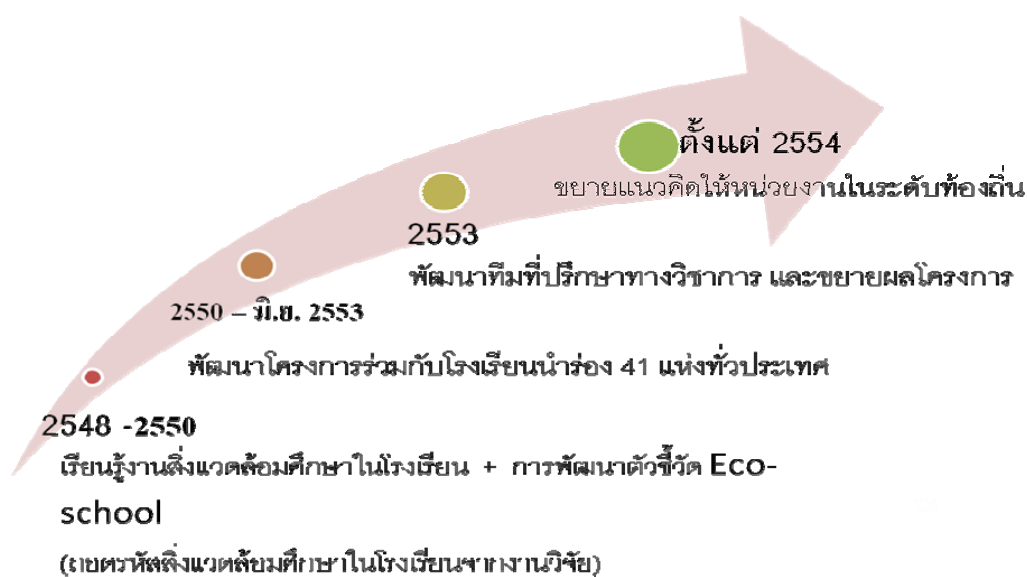 ตั้งแต่ 2554
ขยายแนวคิดให้หน่วยงานในระดับท้องถิ่น
2553
พัฒนาทีมที่ปรึกษาทางวิชาการ และขยายผลโครงการ
2550 – มิ.ย. 2553
พัฒนาโครงการร่วมกับโรงเรียนนำร่อง 41 แห่งทั่วประเทศ
2548 -2550
เรียนรู้งานสิ่งแวดล้อมศึกษาในโรงเรียน + การพัฒนาตัวชี้วัด Eco-
school
(ถอดรหัสสิ่งแวดล้อมศึกษาในโรงเรียนจากงานวิจัย)